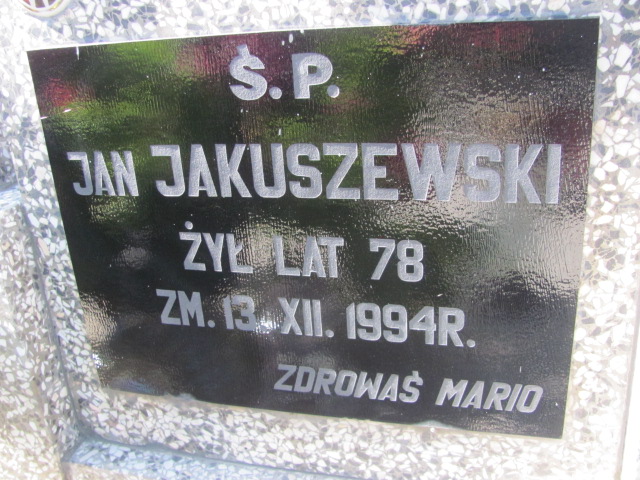 Ś.P.
JAN JAKUSZEWSKI
ŻYŁ LAT 78
ZM. 13. XII. 1994R.
ZDROWAŚ MARIO